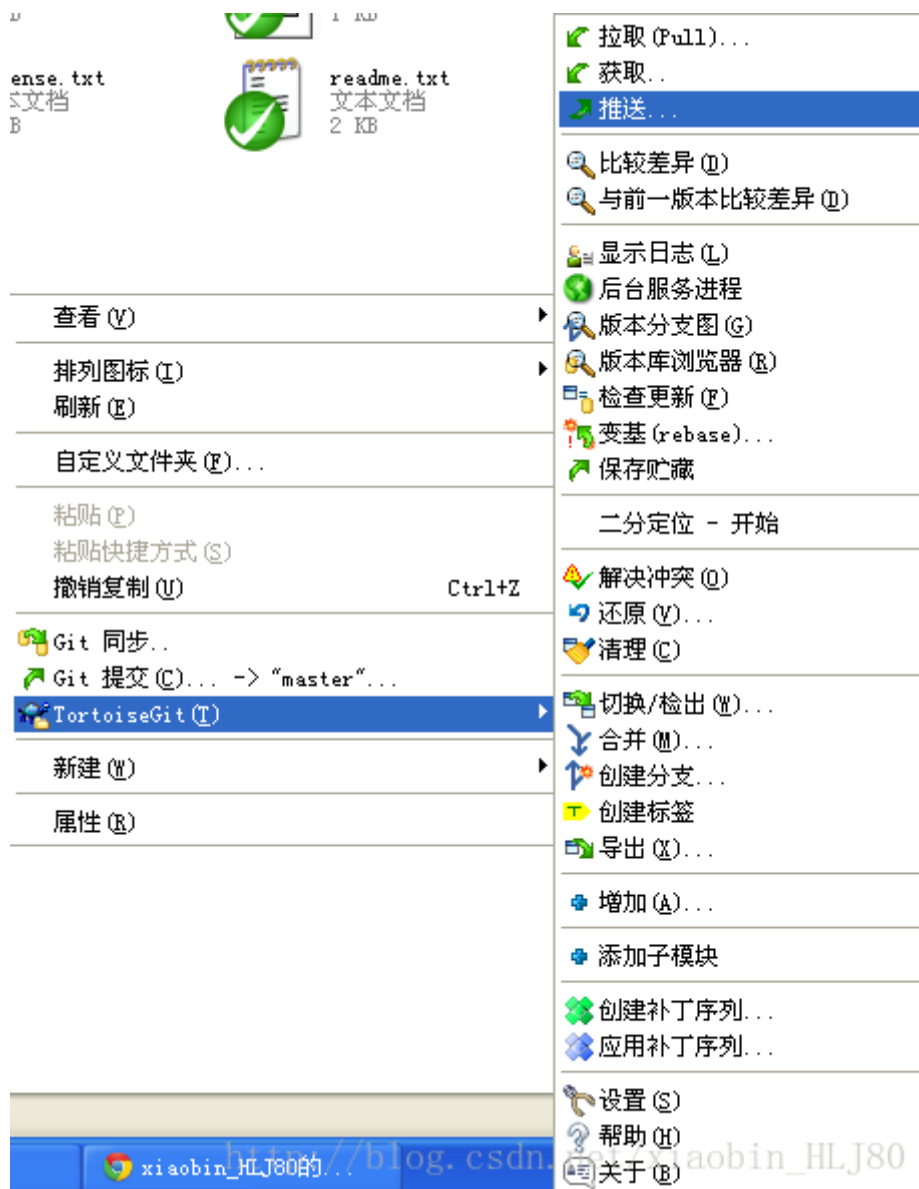 1 KB
ense.txt
文档
B
readme.txt
文本文档
2 KB
查看(V)
排列图标(I)
刷新(E)
自定义文件夹(F)...
粘贴(P)
粘贴快捷方式(S)
撤销复制(U) Ctrl+Z
Git 同步..
Git 提交(C)... -> "master"...
TortoiseGit(T)
新建(W)
属性(R)
拉取(Pull)...
获取..
推送...
比较差异(D)
与前一版本比较差异(D)
显示日志(L)
后台服务进程
版本分支图(G)
版本库浏览器(R)
检查更新(F)
变基(rebase)...
保存贮藏
二分定位 - 开始
解决冲突(O)
还原(V)...
清理(C)
切换/检出(W)...
合并(M)...
创建分支...
创建标签
导出(X)...
增加(A)...
添加子模块
创建补丁序列...
应用补丁序列...
设置(S)
帮助(H)
关于(B)
xiaobin_HLJ80的...
http://blog.csdn.net/xiaobin_HLJ80